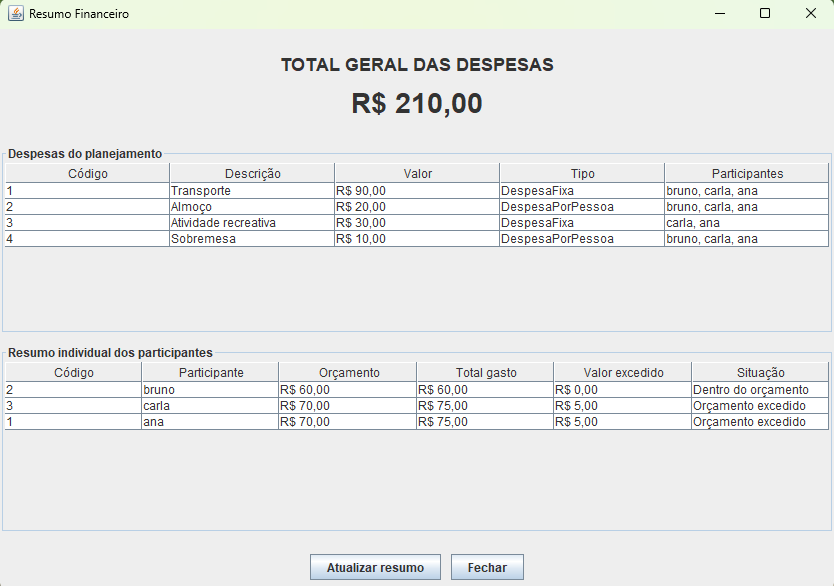 Resumo Financeiro
TOTAL GERAL DAS DESPESAS
R$ 210,00
Despesas do planejamento
Código Descrição Valor Tipo Participantes
1 Transporte R$ 90,00 DespesaFixa bruno, carla, ana
2 Almoço R$ 20,00 DespesaPorPessoa bruno, carla, ana
3 Atividade recreativa R$ 30,00 DespesaFixa carla, ana
4 Sobremesa R$ 10,00 DespesaPorPessoa bruno, carla, ana
Resumo individual dos participantes
Código Participante Orçamento Total gasto Valor excedido Situação
2 bruno R$ 60,00 R$ 60,00 R$ 0,00 Dentro do orçamento
3 carla R$ 70,00 R$ 75,00 R$ 5,00 Orçamento excedido
1 ana R$ 70,00 R$ 75,00 R$ 5,00 Orçamento excedido
Atualizar resumo Fechar